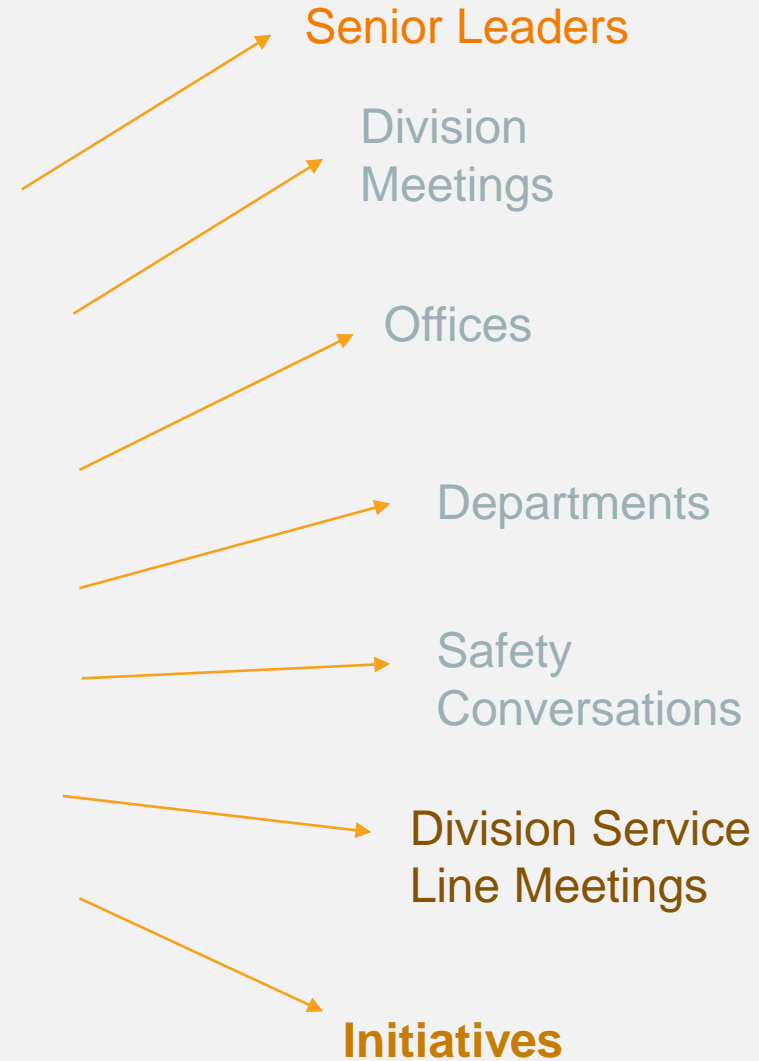 Senior Leaders
Division
Meetings
Offices
Departments
Safety
Conversations
Division Service
Line Meetings
Initiatives